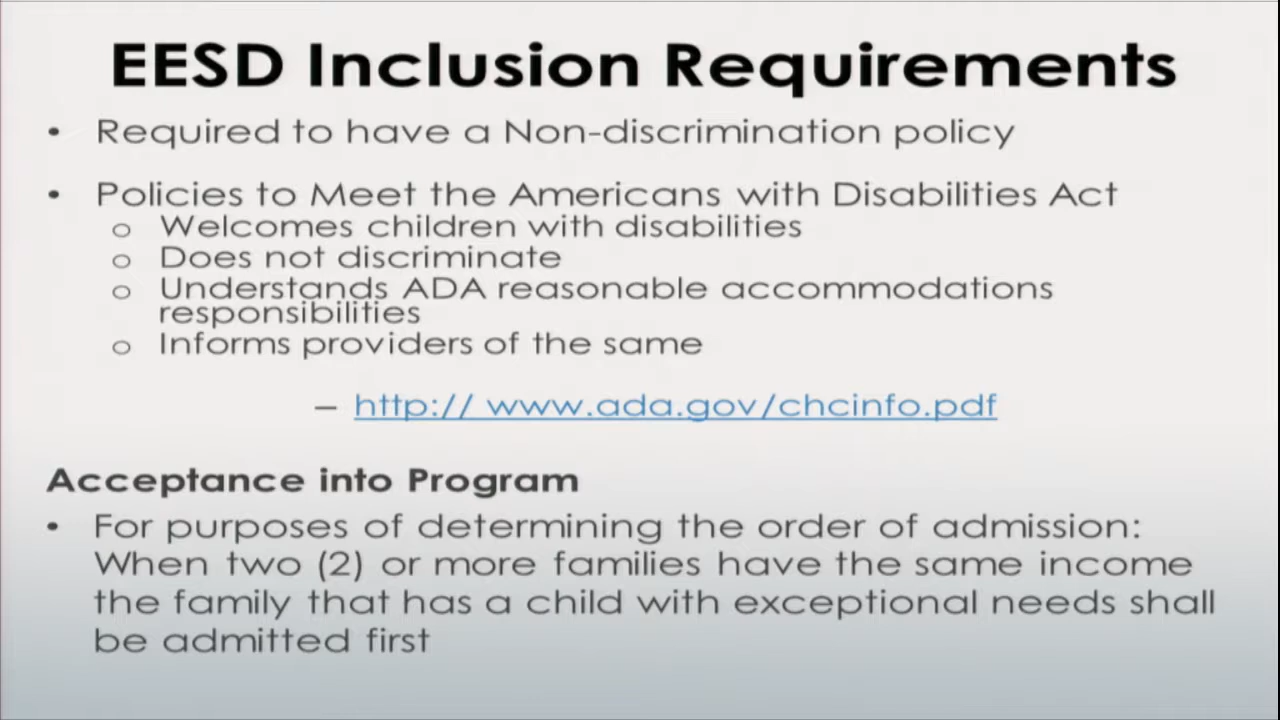 EESD Inclusion Requirements
• Required to have a Non-discrimination policy
• Policies to Meet the Americans with Disabilities Act
o Welcomes children with disabilities
o Does not discriminate
o Understands ADA reasonable accommodations
responsibilities
o Informs providers of the same
– http:// www.ada.gov/chcinfo.pdf
Acceptance into Program
• For purposes of determining the order of admission:
When two (2) or more families have the same income
the family that has a child with exceptional needs shall
be admitted first